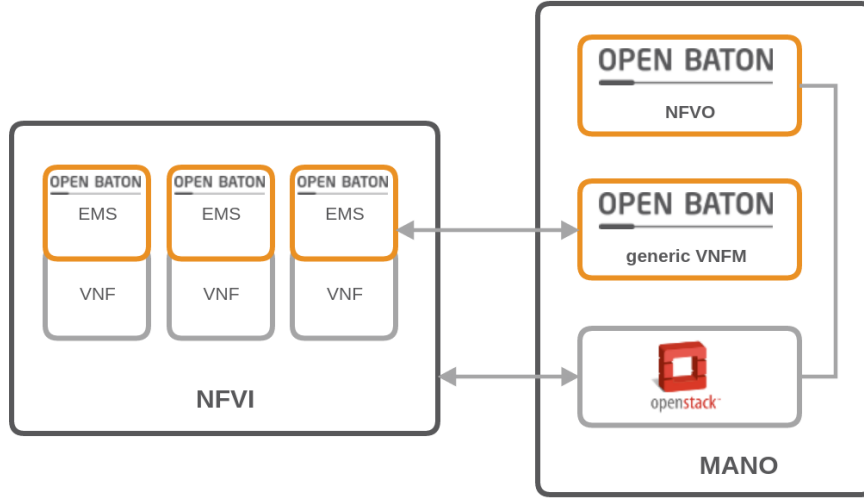 OPEN BATON
NFVO
OPEN BATON
generic VNFM
openstack
MANO
OPEN BATON OPEN BATON OPEN BATON
EMS EMS EMS
VNF VNF VNF
NFVI